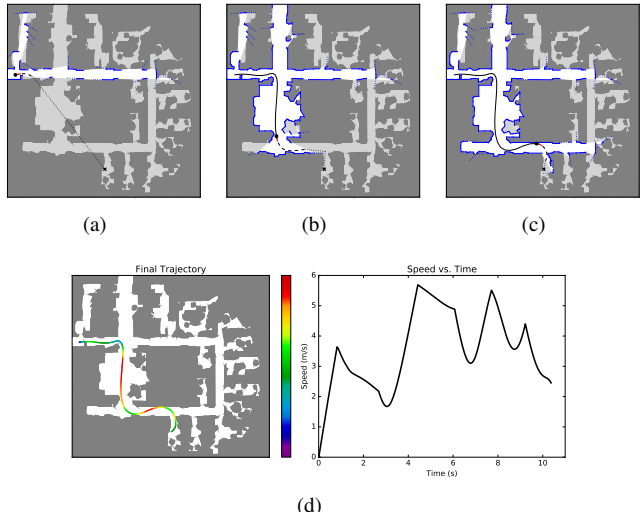 (a)
(b)
(c)
Final Trajectory
Speed vs. Time
6
5
4
3
2
1
0
Speed (m/s)
0 2 4 6 8 10
Time (s)
(d)